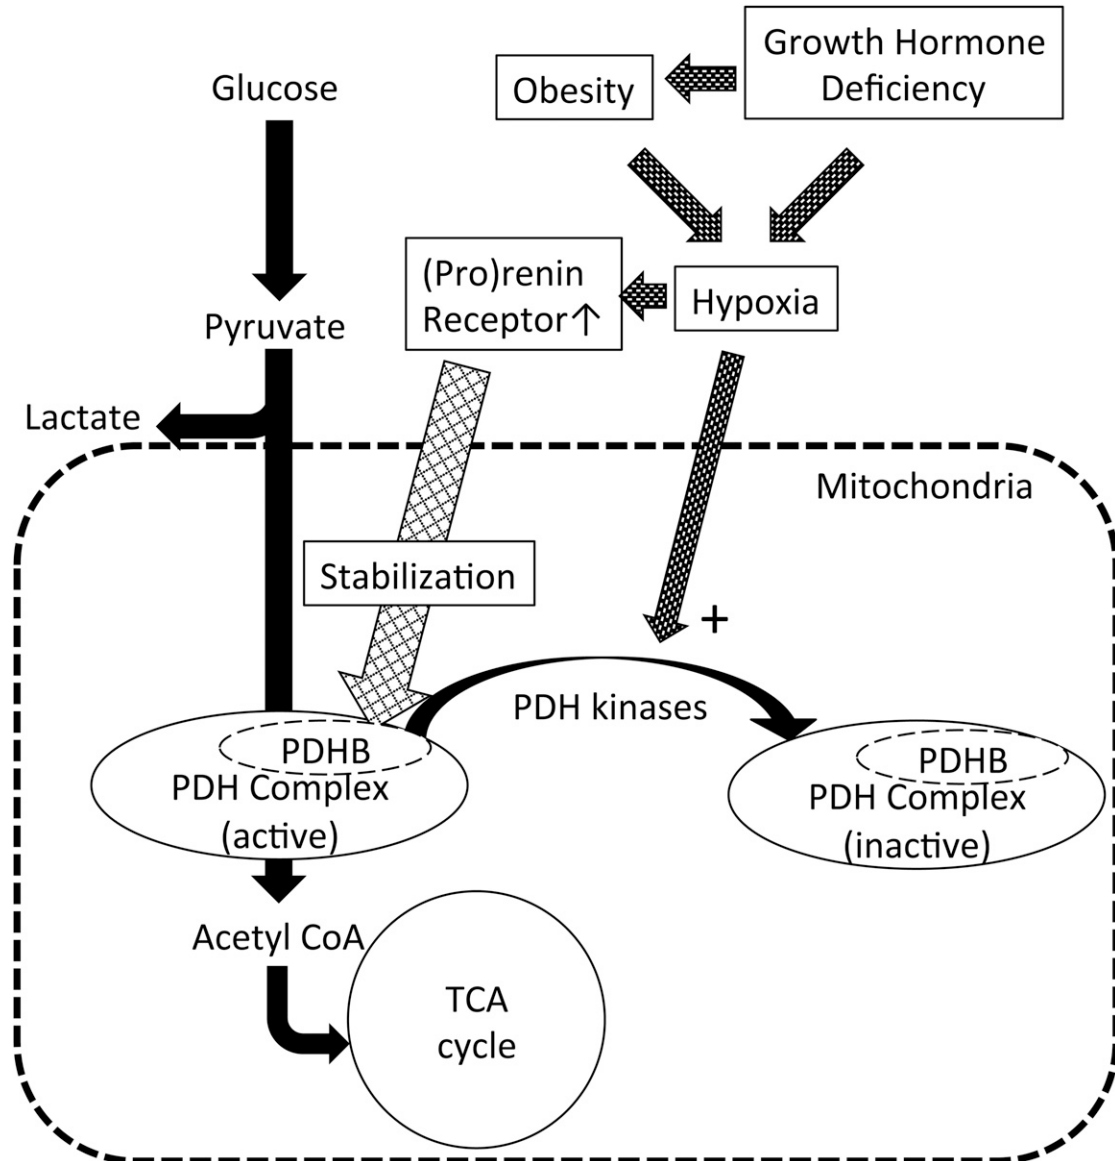 Glucose
Obesity
Growth Hormone
Deficiency
(Pro)renin
Receptor↑
Hypoxia
Pyruvate
Lactate
Mitochondria
Stabilization
+
PDH kinases
PDHB
PDH Complex
(active)
PDHB
PDH Complex
(inactive)
Acetyl CoA
TCA
cycle